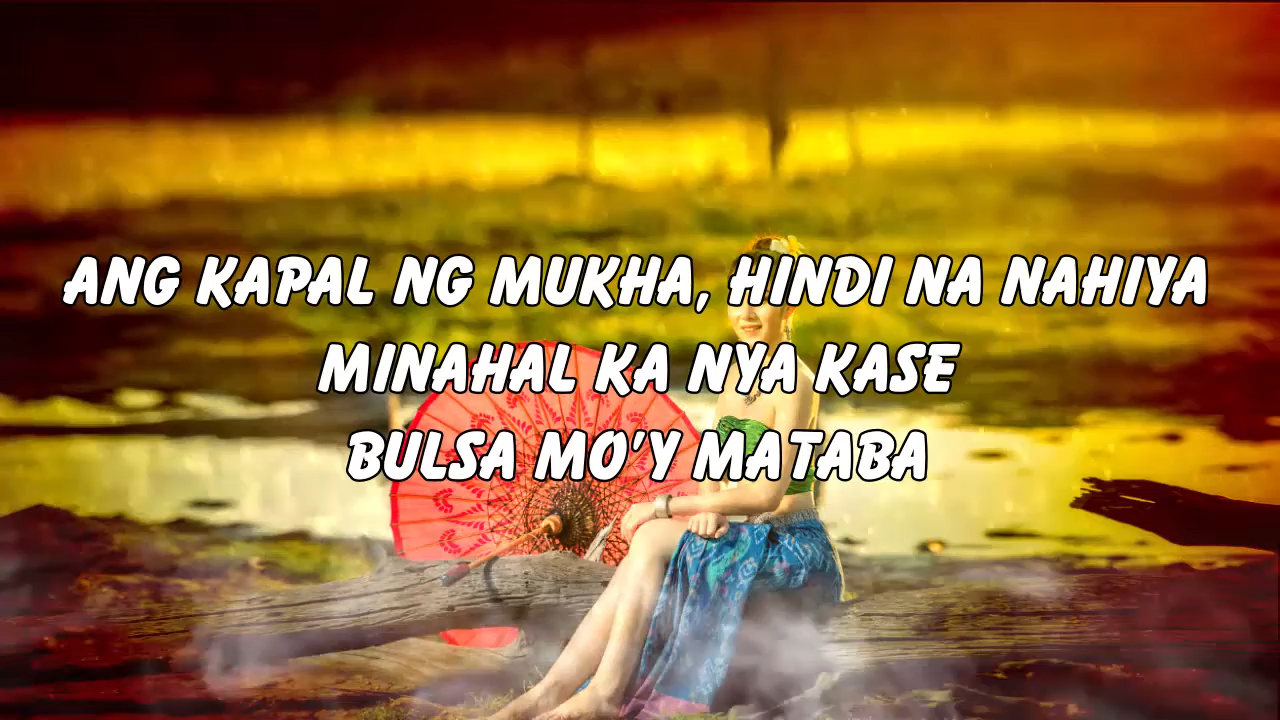 ANG KAPAL NG MUKHA, HINDI NA NAHIYA
MINAHAL KA NYA KASE
BULSA MO'Y MATABA